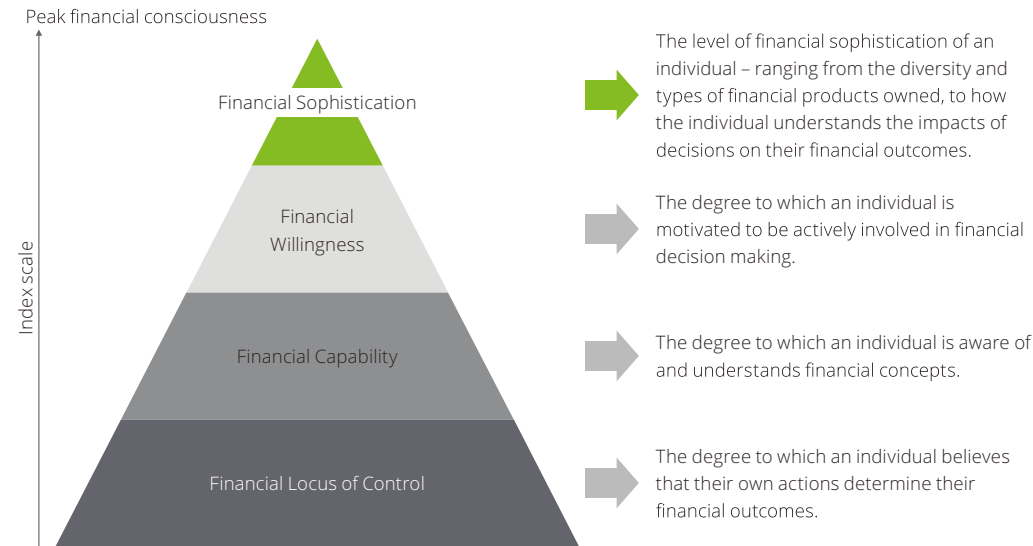 Peak financial consciousness
Index scale
Financial Sophistication
The level of financial sophistication of an
individual – ranging from the diversity and
types of financial products owned, to how
the individual understands the impacts of
decisions on their financial outcomes.
Financial
Willingness
The degree to which an individual is
motivated to be actively involved in financial
decision making.
Financial Capability
The degree to which an individual is aware of
and understands financial concepts.
Financial Locus of Control
The degree to which an individual believes
that their own actions determine their
financial outcomes.